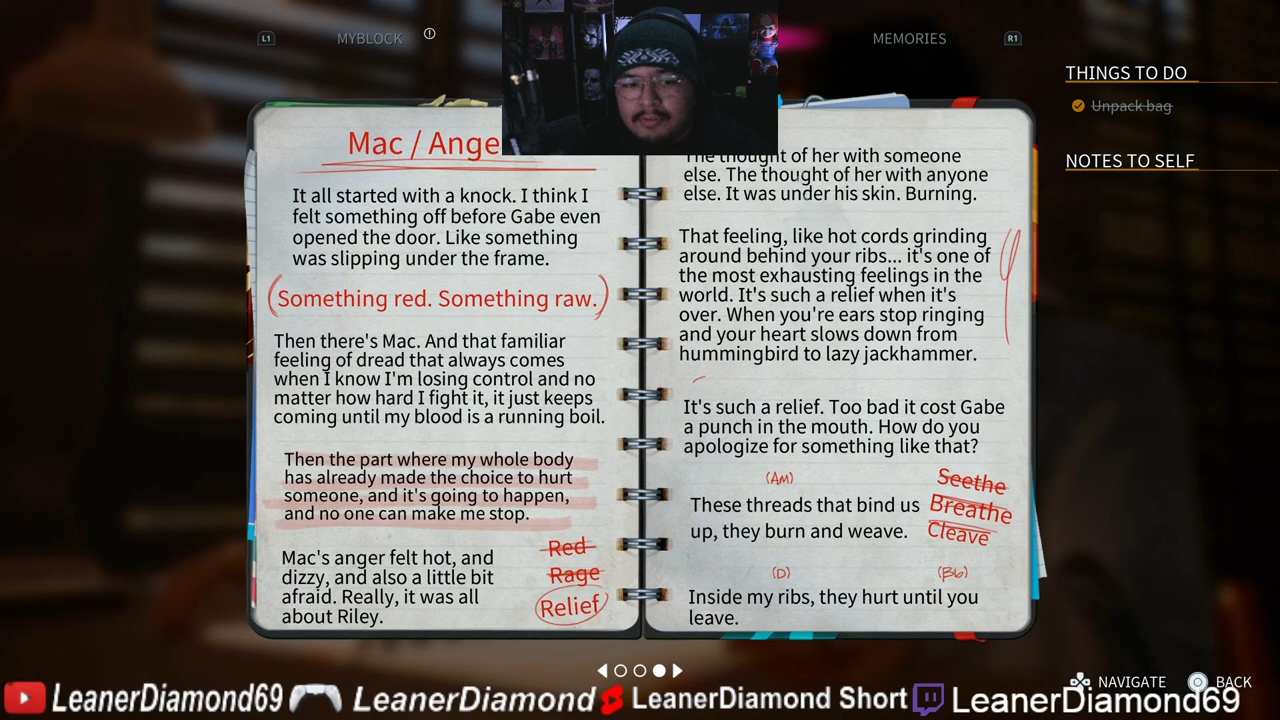 L1
MYBLOCK
MEMORIES
R1
THINGS TO DO
Unpack bag
NOTES TO SELF
Mac / Ange
It all started with a knock. I think I
felt something off before Gabe even
opened the door. Like something
was slipping under the frame.
(Something red. Something raw.)
Then there's Mac. And that familiar
feeling of dread that always comes
when I know I'm losing control and no
matter how hard I fight it, it just keeps
coming until my blood is a running boil.
Then the part where my whole body
has already made the choice to hurt
someone, and it's going to happen,
and no one can make me stop.
Mac's anger felt hot, and
dizzy, and also a little bit
afraid. Really, it was all
about Riley.
Red
Rage
Relief
The thought of her with someone
else. The thought of her with anyone
else. It was under his skin. Burning.
That feeling, like hot cords grinding
around behind your ribs... it's one of
the most exhausting feelings in the
world. It's such a relief when it's
over. When you're ears stop ringing
and your heart slows down from
hummingbird to lazy jackhammer.
It's such a relief. Too bad it cost Gabe
a punch in the mouth. How do you
apologize for something like that?
(Am)
These threads that bind us
up, they burn and weave.
Seethe
Breathe
Cleave
(D)
(Bb)
Inside my ribs, they hurt until you
leave.
NAVIGATE
BACK
LeanerDiamond69
LeanerDiamond
LeanerDiamond Short
LeanerDiamond69